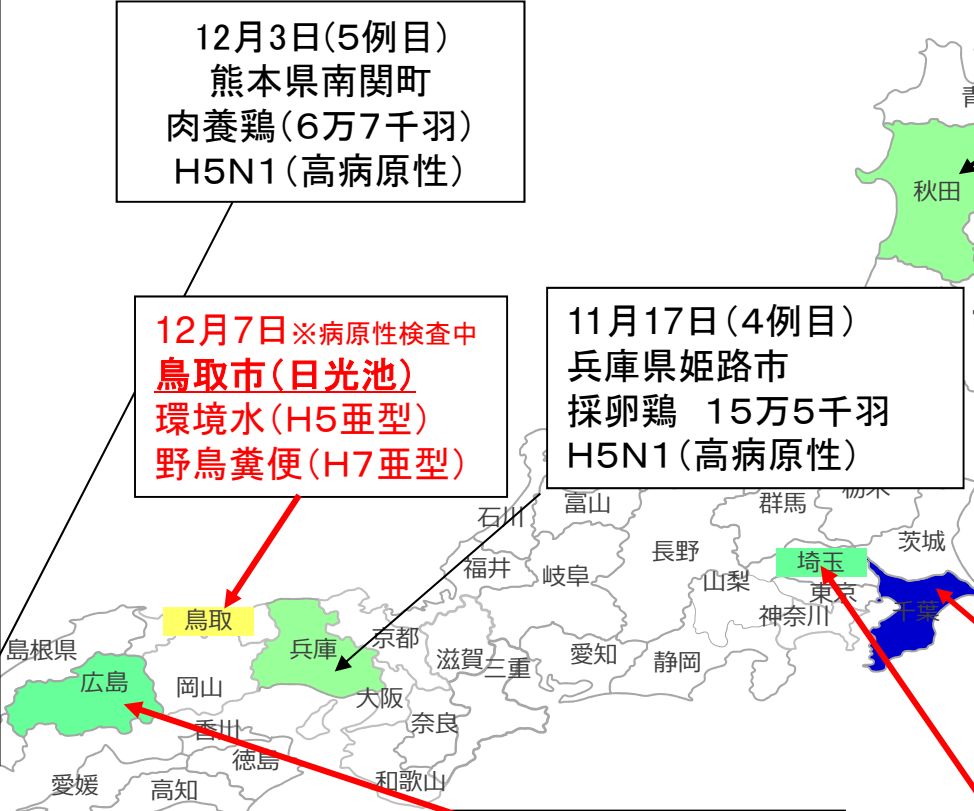 12月3日(5例目)
熊本県南関町
肉養鶏(6万7千羽)
H5N1(高病原性)
12月7日※病原性検査中
鳥取市(日光池)
環境水(H5亜型)
野鳥糞便(H7亜型)
11月17日(4例目)
兵庫県姫路市
採卵鶏 15万5千羽
H5N1(高病原性)
秋田
石川
富山
群馬
栃木
茨城
福井
岐阜
長野
埼玉
山梨
東京
神奈川
千葉
鳥取
島根県
兵庫
京都
滋賀
三重
愛知
静岡
広島
岡山
大阪
奈良
香川
徳島
愛媛
高知
和歌山